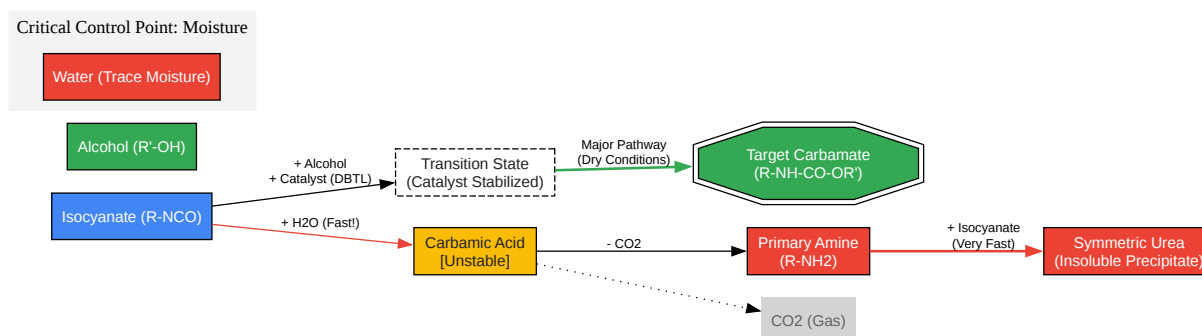 Critical Control Point: Moisture
Water (Trace Moisture)
Alcohol (R'-OH)
Isocyanate (R-NCO)
+ Alcohol
+ Catalyst (DBTL)
Transition State
(Catalyst Stabilized)
Major Pathway
(Dry Conditions)
Target Carbamate
(R-NH-CO-OR')
+ H2O (Fast!)
Carbamic Acid
[Unstable]
- CO2
Primary Amine
(R-NH2)
+ Isocyanate
(Very Fast)
Symmetric Urea
(Insoluble Precipitate)
CO2 (Gas)